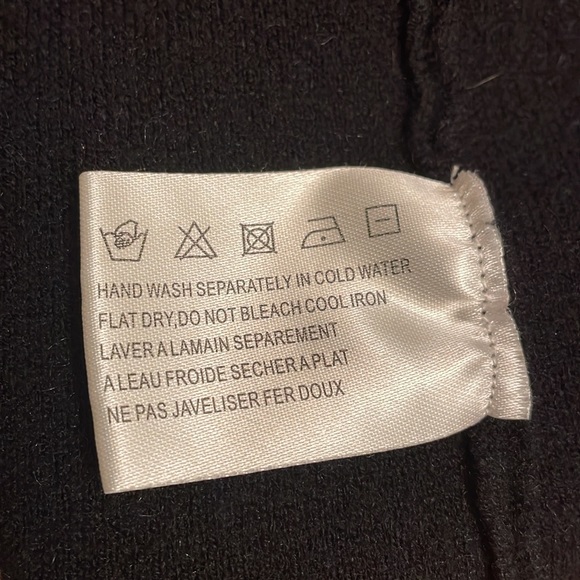 HAND WASH SEPARATELY IN COLD WATER
FLAT DRY,DO NOT BLEACH COOL IRON
LAVER A LAMAIN SEPAREMENT
A LEAU FROIDE SECHER A PLAT
NE PAS JAVELISER FER DOUX